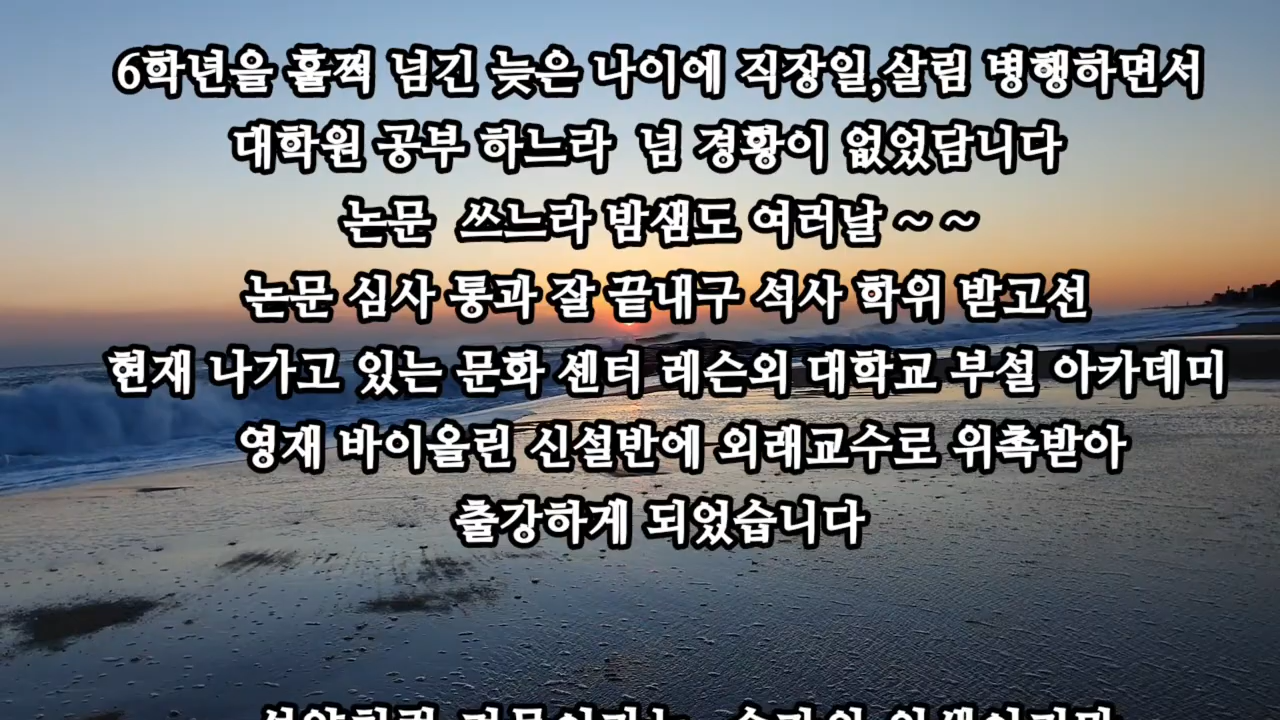 6학년을 훌쩍 넘긴 늦은 나이에 직장일,살림 병행하면서
대학원 공부 하느라 넘 경황이 없었답니다
논문 쓰느라 밤샘도 여러날 ~ ~
논문 심사 통과 잘 끝내구 석사 학위 받고선
현재 나가고 있는 문화 센터 레슨외 대학교 부설 아카데미
영재 바이올린 신설반에 외래교수로 위촉받아
출강하게 되었습니다